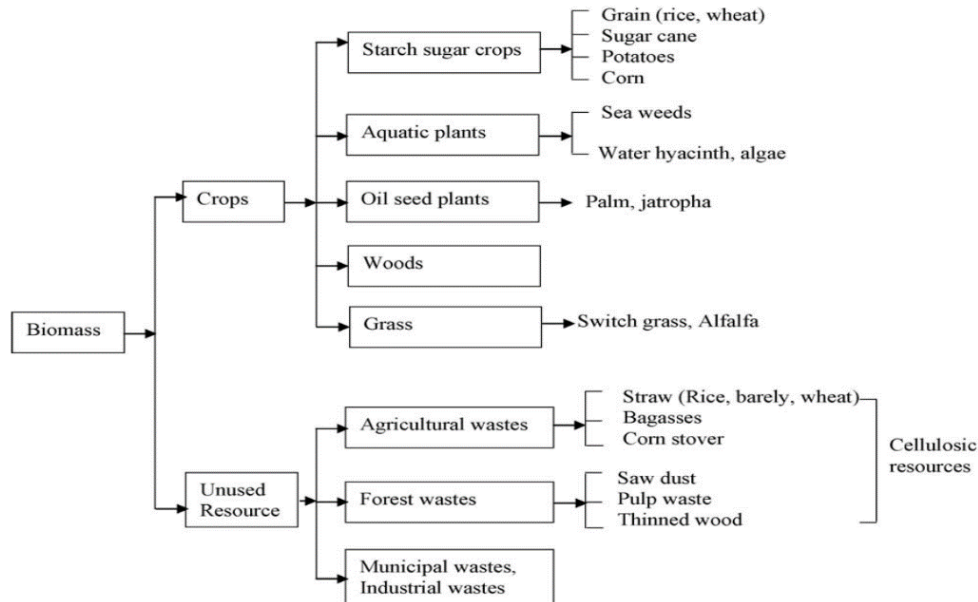 Biomass
Crops
Starch sugar crops
Grain (rice, wheat)
Sugar cane
Potatoes
Corn
Aquatic plants
Sea weeds
Water hyacinth, algae
Oil seed plants
Palm, jatropha
Woods
Grass
Switch grass, Alfalfa
Unused
Resource
Agricultural wastes
Straw (Rice, barely, wheat)
Bagasses
Corn stover
Forest wastes
Saw dust
Pulp waste
Thinned wood
Cellulosic
resources
Municipal wastes,
Industrial wastes